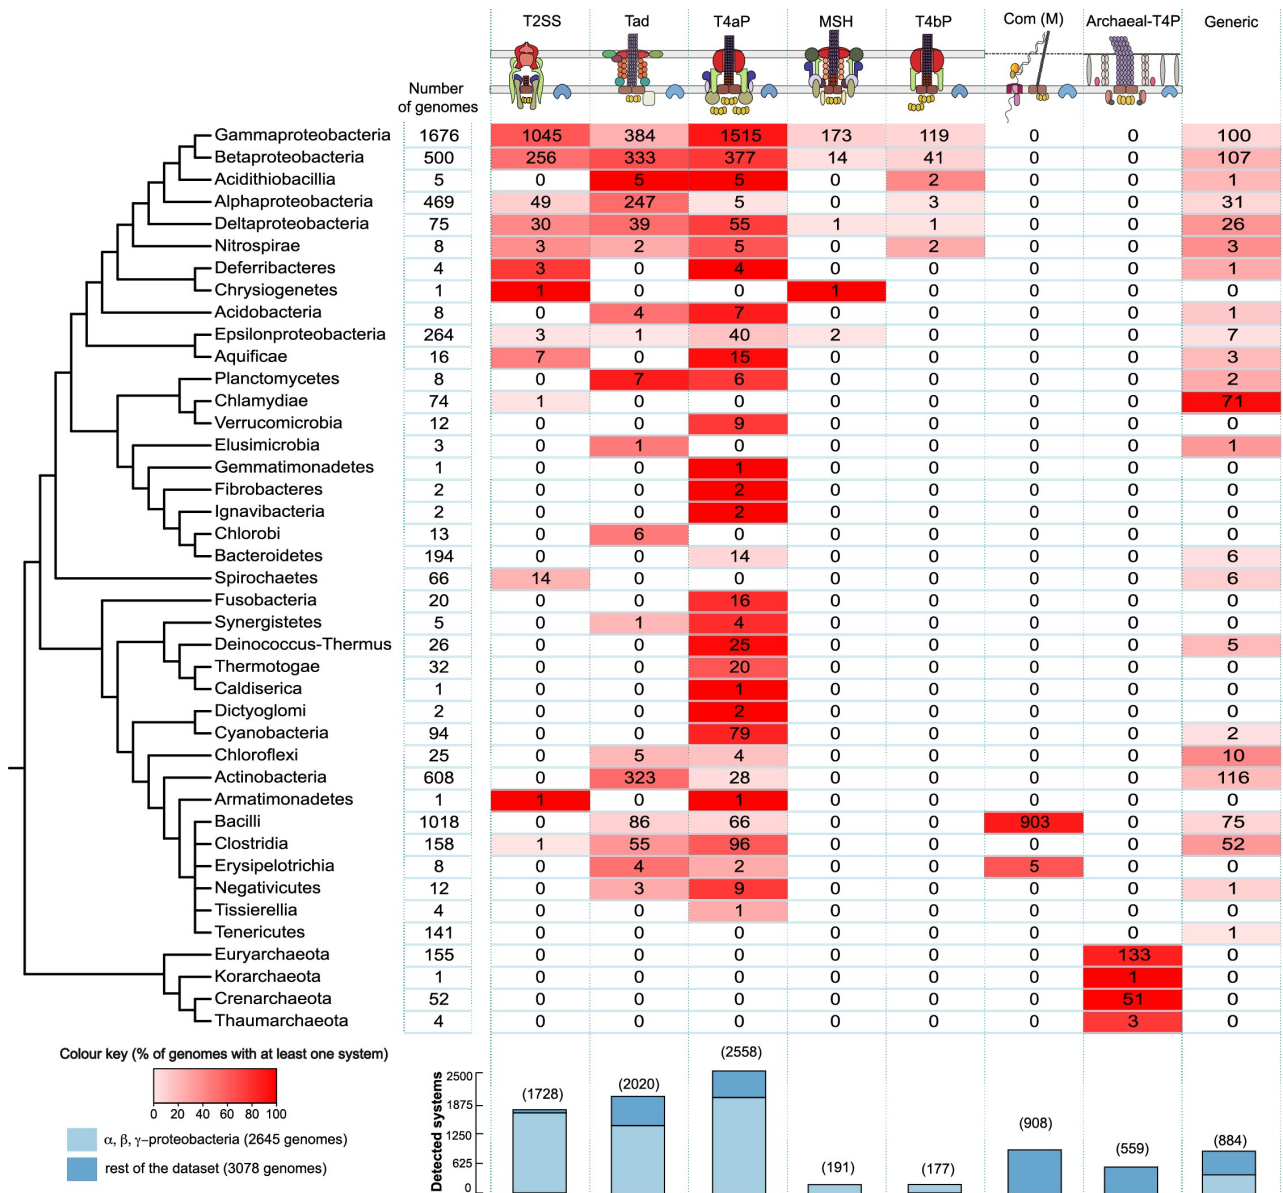 T2SS Tad T4aP MSH T4bP Com (M) Archaeal-T4P Generic
Number
of genomes
Gammaproteobacteria 1676 1045 384 1515 173 119 0 0 100
Betaproteobacteria 500 256 333 377 14 41 0 0 107
Acidithiobacillia 5 0 5 5 0 2 0 0 1
Alphaproteobacteria 469 49 247 5 0 3 0 0 31
Deltaproteobacteria 75 30 39 55 1 1 0 0 26
Nitrospirae 8 3 2 5 0 2 0 0 3
Deferribacteres 4 3 0 4 0 0 0 0 1
Chrysiogenetes 1 1 0 0 1 0 0 0 0
Acidobacteria 8 0 4 7 0 0 0 0 1
Epsilonproteobacteria 264 3 1 40 2 0 0 0 7
Aquificae 16 7 0 15 0 0 0 0 3
Planctomycetes 8 0 7 6 0 0 0 0 2
Chlamydiae 74 1 0 0 0 0 0 0 71
Verrucomicrobia 12 0 0 9 0 0 0 0 0
Elusimicrobia 3 0 1 0 0 0 0 0 1
Gemmatimonadetes 1 0 0 1 0 0 0 0 0
Fibrobacteres 2 0 0 2 0 0 0 0 0
Ignavibacteria 2 0 0 2 0 0 0 0 0
Chlorobi 13 0 6 0 0 0 0 0 0
Bacteroidetes 194 0 0 14 0 0 0 0 6
Spirochaetes 66 14 0 0 0 0 0 0 6
Fusobacteria 20 0 0 16 0 0 0 0 0
Synergistetes 5 0 1 4 0 0 0 0 0
Deinococcus-Thermus 26 0 0 25 0 0 0 0 5
Thermotogae 32 0 0 20 0 0 0 0 0
Caldiserica 1 0 0 1 0 0 0 0 0
Dictyoglomi 2 0 0 2 0 0 0 0 0
Cyanobacteria 94 0 0 79 0 0 0 0 2
Chloroflexi 25 0 5 4 0 0 0 0 10
Actinobacteria 608 0 323 28 0 0 0 0 116
Armatimonadetes 1 1 0 1 0 0 0 0 0
Bacilli 1018 0 86 66 0 0 903 0 75
Clostridia 158 1 55 96 0 0 0 0 52
Erysipelotrichia 8 0 4 2 0 0 5 0 0
Negativicutes 12 0 3 9 0 0 0 0 1
Tissierellia 4 0 0 1 0 0 0 0 0
Tenericutes 141 0 0 0 0 0 0 0 1
Euryarchaeota 155 0 0 0 0 0 0 133 0
Korarchaeota 1 0 0 0 0 0 0 1 0
Crenarchaeota 52 0 0 0 0 0 0 51 0
Thaumarchaeota 4 0 0 0 0 0 0 3 0
Colour key (% of genomes with at least one system)
0 20 40 60 80 100
α, β, γ–proteobacteria (2645 genomes)
rest of the dataset (3078 genomes)
Detected systems
2500
1875
1250
625
0
(1728) (2020) (2558) (191) (177) (908) (559) (884)